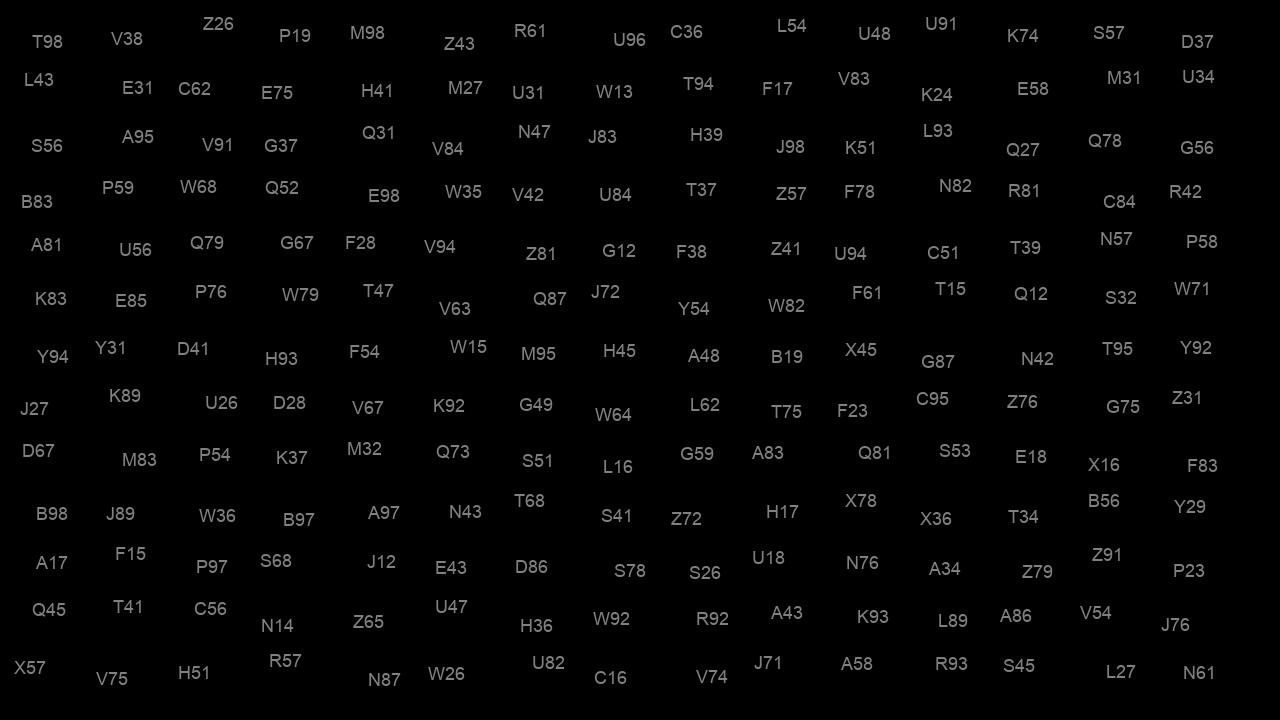 T98 V38 Z26 P19 M98 Z43 R61 U96 C36 L54 U48 U91 K74 S57 D37
L43 E31 C62 E75 H41 M27 U31 W13 T94 F17 V83 K24 E58 M31 U34
S56 A95 V91 G37 Q31 V84 N47 J83 H39 J98 K51 L93 Q27 Q78 G56
B83 P59 W68 Q52 E98 W35 V42 U84 T37 Z57 F78 N82 R81 C84 R42
A81 U56 Q79 G67 F28 V94 Z81 G12 F38 Z41 U94 C51 T39 N57 P58
K83 E85 P76 W79 T47 V63 Q87 J72 Y54 W82 F61 T15 Q12 S32 W71
Y94 Y31 D41 H93 F54 W15 M95 H45 A48 B19 X45 G87 N42 T95 Y92
J27 K89 U26 D28 V67 K92 G49 W64 L62 T75 F23 C95 Z76 G75 Z31
D67 M83 P54 K37 M32 Q73 S51 L16 G59 A83 Q81 S53 E18 X16 F83
B98 J89 W36 B97 A97 N43 T68 S41 Z72 H17 X78 X36 T34 B56 Y29
A17 F15 P97 S68 J12 E43 D86 S78 S26 U18 N76 A34 Z79 Z91 P23
Q45 T41 C56 N14 Z65 U47 H36 W92 R92 A43 K93 L89 A86 V54 J76
X57 V75 H51 R57 N87 W26 U82 C16 V74 J71 A58 R93 S45 L27 N61